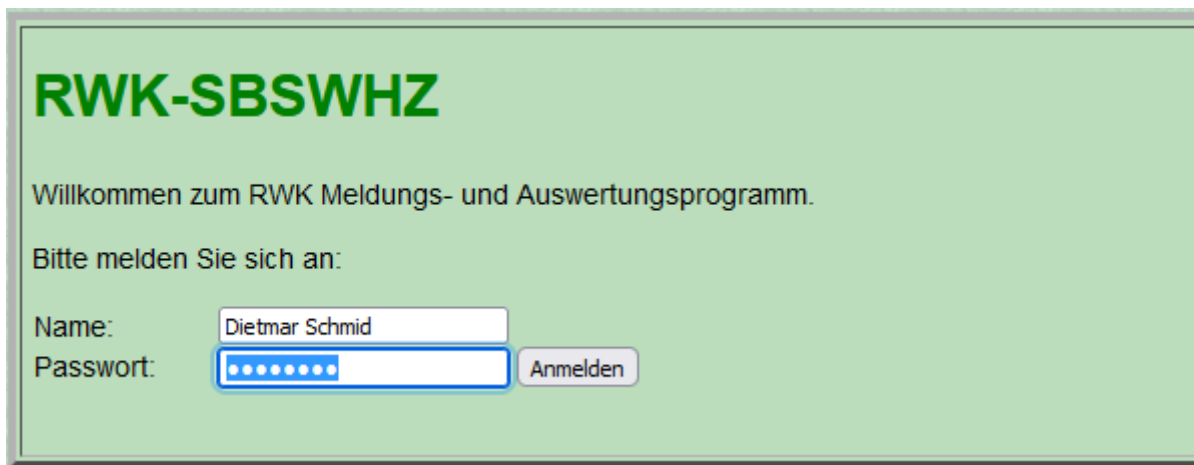 RWK-SBSWHZ
Willkommen zum RWK Meldungs- und Auswertungsprogramm.
Bitte melden Sie sich an:
Name: Dietmar Schmid
Passwort: ●●●●●●●● Anmelden